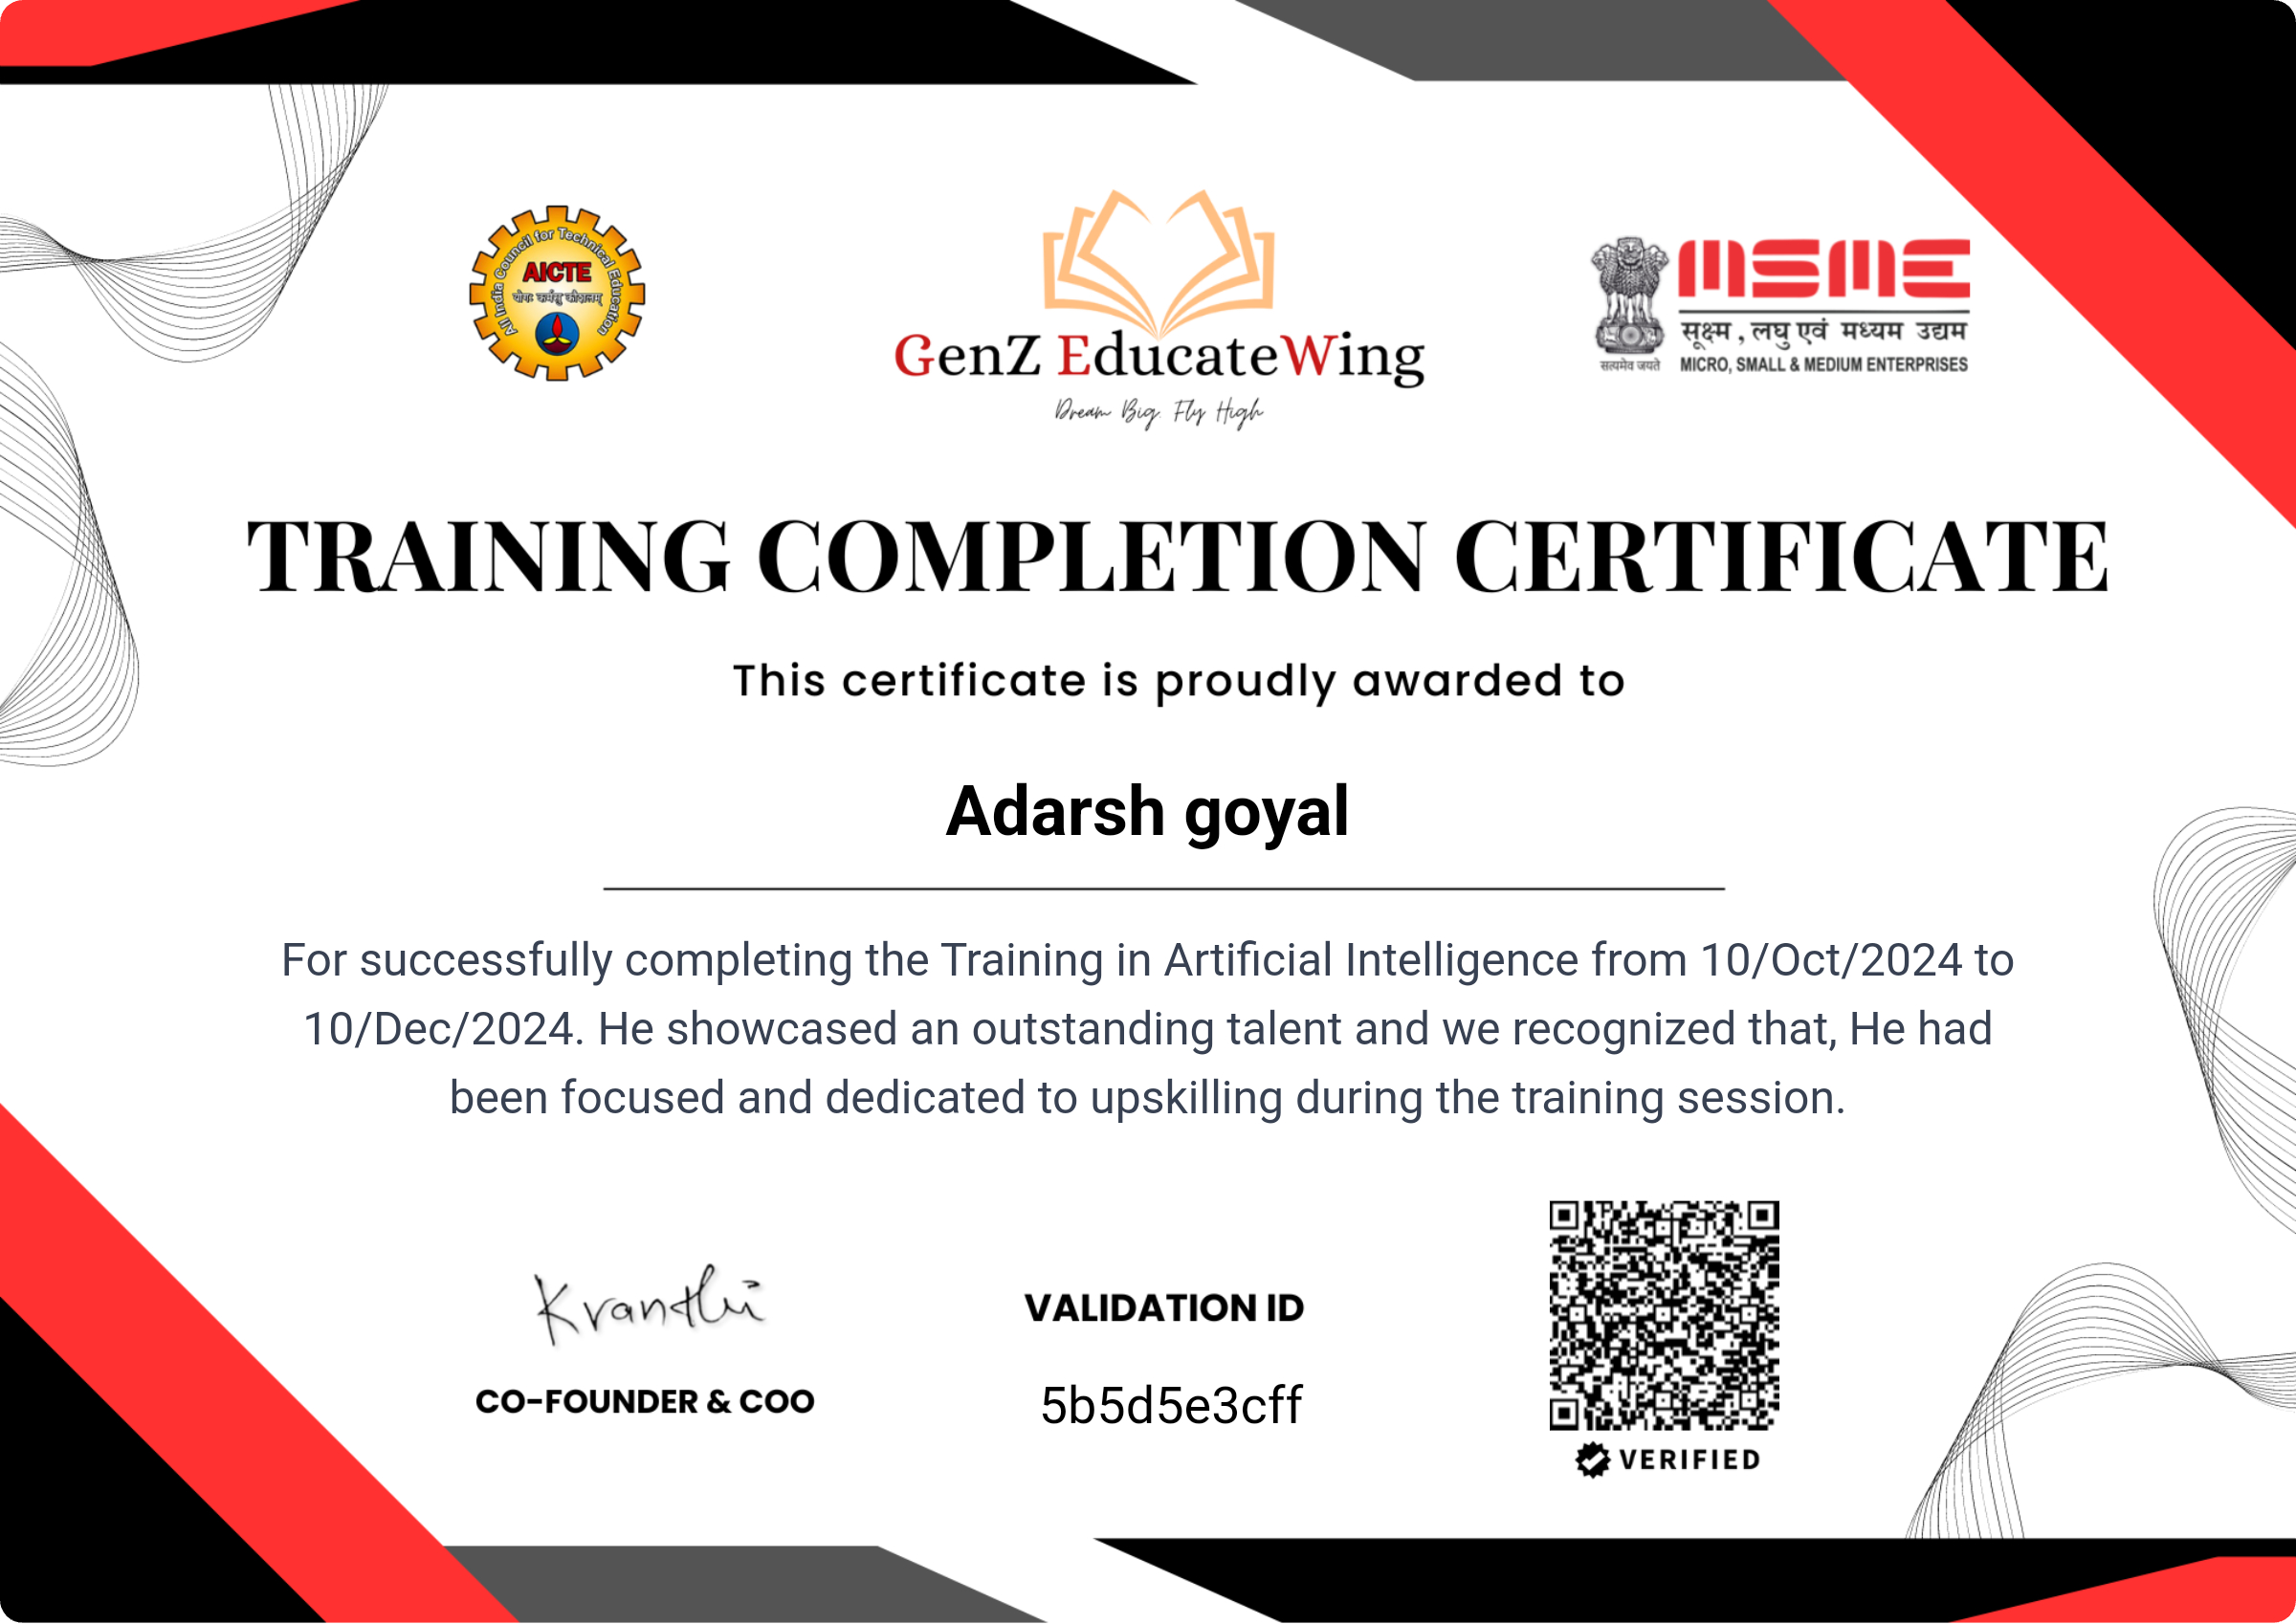 All India Council for Technical Education
AICTE
योगः कर्मसु कौशलम्
GenZ EducateWing
Dream Big. Fly High
सत्यमेव जयते
MSME
सूक्ष्म , लघु एवं मध्यम उद्यम
MICRO, SMALL & MEDIUM ENTERPRISES
TRAINING COMPLETION CERTIFICATE
This certificate is proudly awarded to
Adarsh goyal
For successfully completing the Training in Artificial Intelligence from 10/Oct/2024 to
10/Dec/2024. He showcased an outstanding talent and we recognized that, He had
been focused and dedicated to upskilling during the training session.
Kranthi
CO-FOUNDER & COO
VALIDATION ID
5b5d5e3cff
VERIFIED